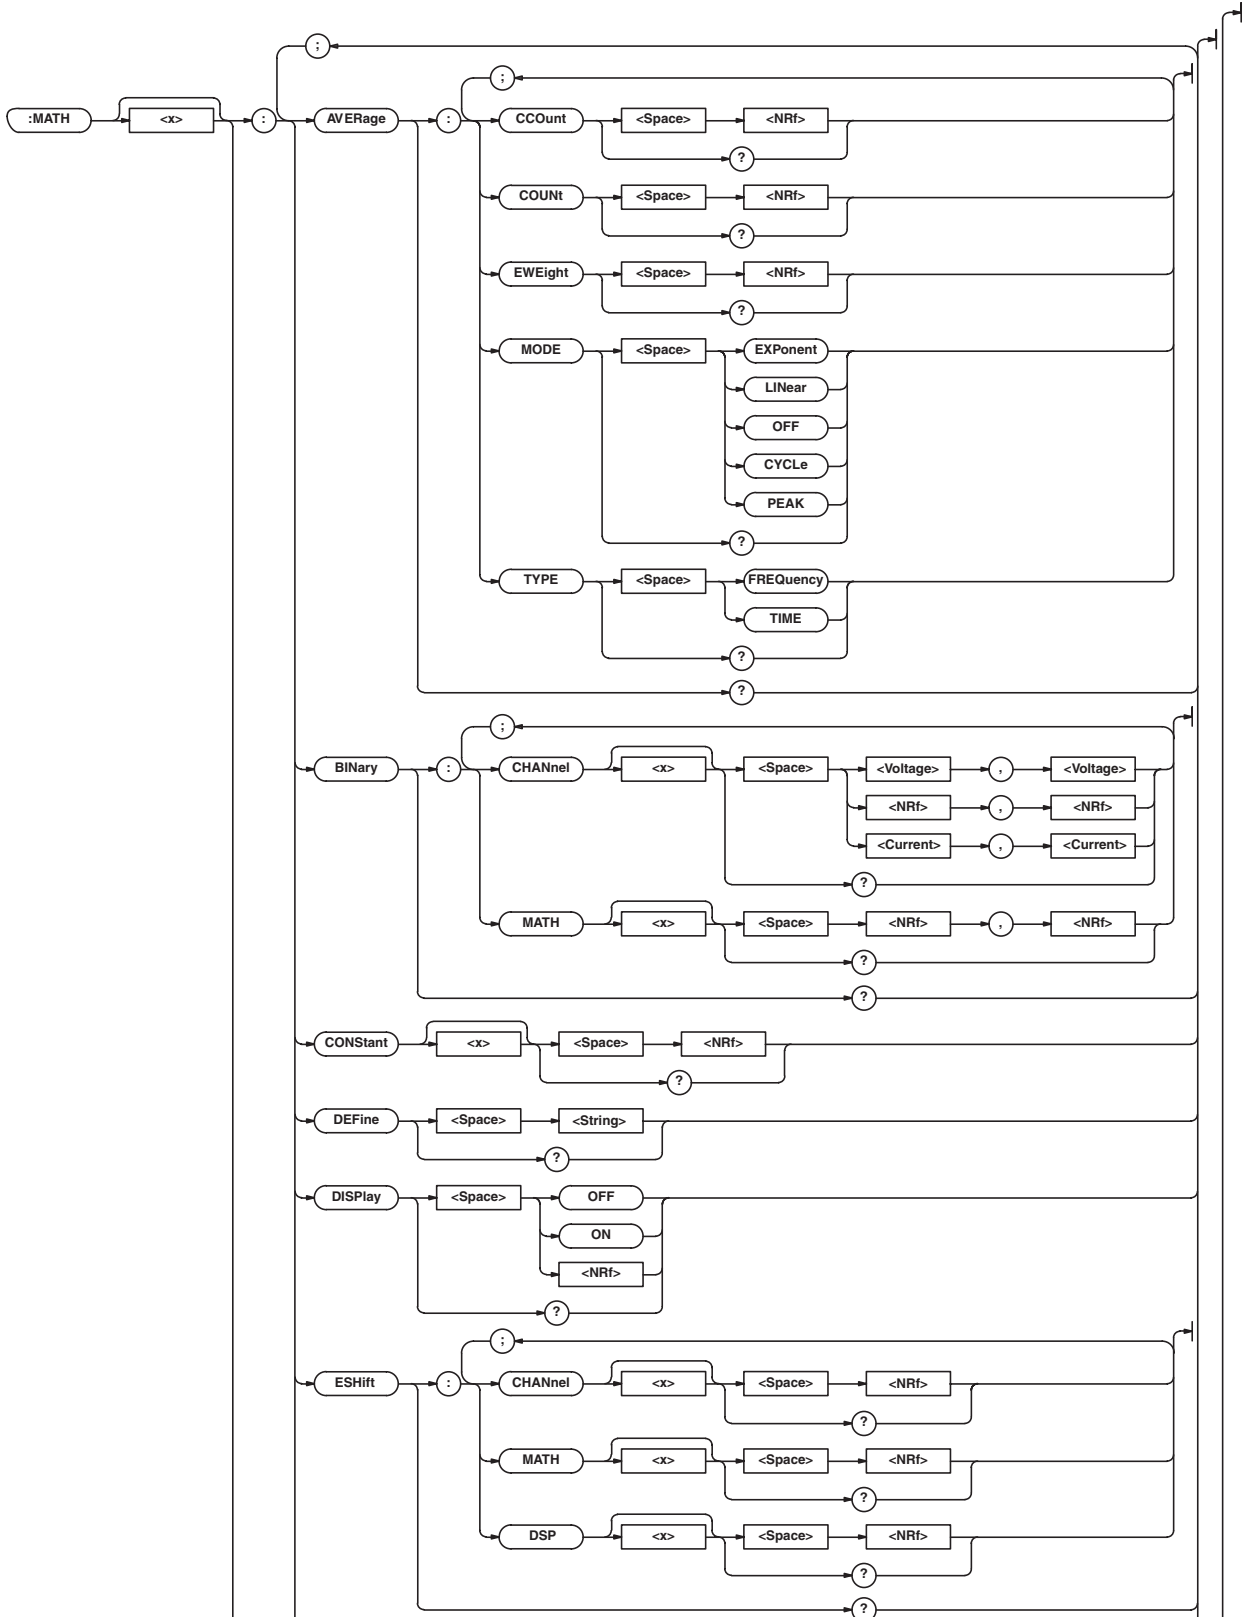 ;
;
:MATH <x> : AVERage : CCOunt <Space> <NRf>
?
COUNt <Space> <NRf>
?
EWEight <Space> <NRf>
?
MODE <Space> EXPonent
LINear
OFF
CYCLe
PEAK
?
TYPE <Space> FREQuency
TIME
?
?
;
BINary : CHANnel <x> <Space> <Voltage> , <Voltage>
<NRf> , <NRf>
<Current> , <Current>
?
MATH <x> <Space> <NRf> , <NRf>
?
?
CONStant <x> <Space> <NRf>
?
DEFine <Space> <String>
?
DISPlay <Space> OFF
ON
<NRf>
?
;
ESHift : CHANnel <x> <Space> <NRf>
?
MATH <x> <Space> <NRf>
?
DSP <x> <Space> <NRf>
?
?